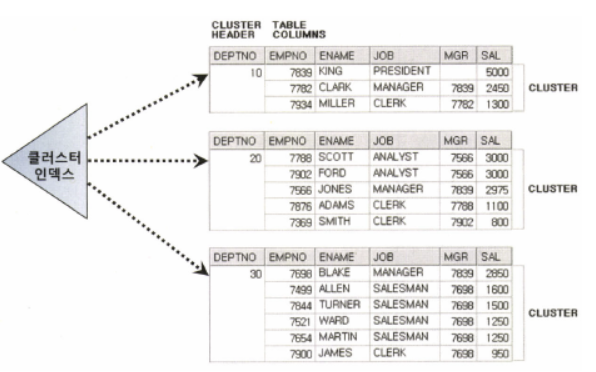 CLUSTER TABLE
HEADER COLUMNS
DEPTNO EMPNO ENAME JOB MGR SAL
10 7839 KING PRESIDENT 5000
7782 CLARK MANAGER 7839 2450
7934 MILLER CLERK 7782 1300
CLUSTER
DEPTNO EMPNO ENAME JOB MGR SAL
20 7788 SCOTT ANALYST 7566 3000
7902 FORD ANALYST 7566 3000
7566 JONES MANAGER 7839 2975
7876 ADAMS CLERK 7788 1100
7369 SMITH CLERK 7902 800
CLUSTER
클러스터
인덱스
DEPTNO EMPNO ENAME JOB MGR SAL
30 7698 BLAKE MANAGER 7839 2850
7499 ALLEN SALESMAN 7698 1600
7844 TURNER SALESMAN 7698 1500
7521 WARD SALESMAN 7698 1250
7654 MARTIN SALESMAN 7698 1250
7900 JAMES CLERK 7698 950
CLUSTER